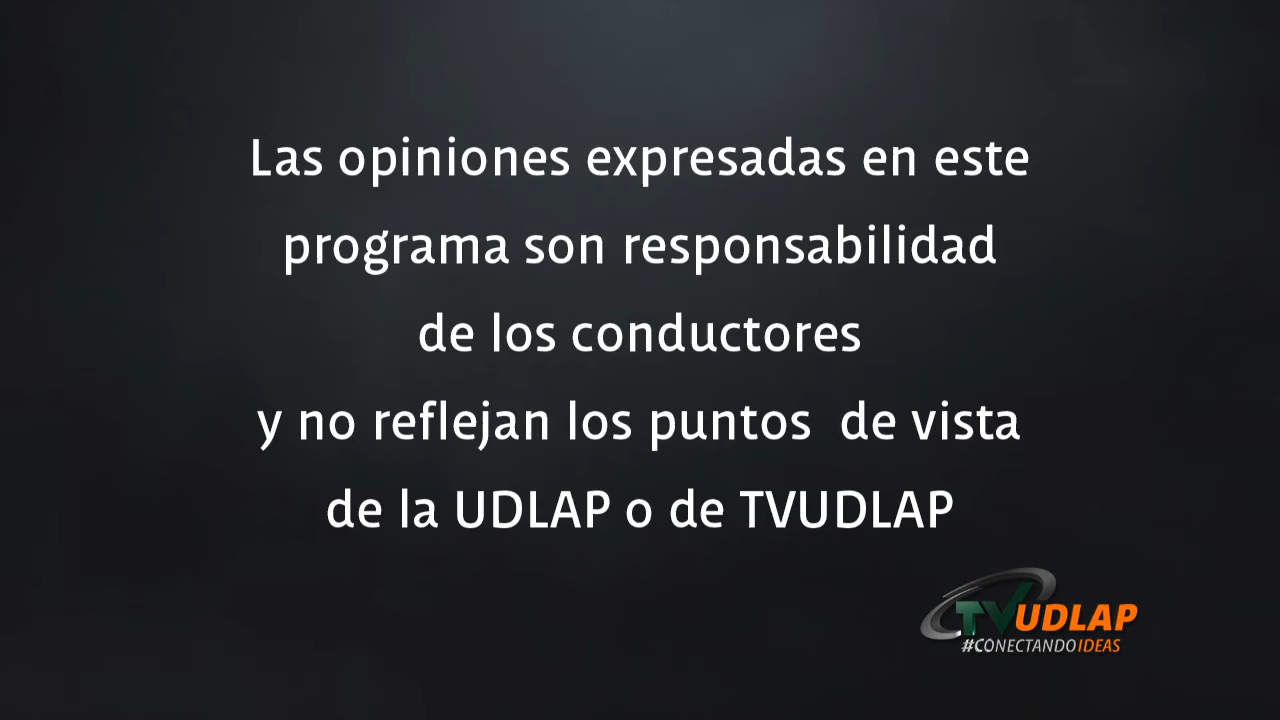 Las opiniones expresadas en este
programa son responsabilidad
de los conductores
y no reflejan los puntos  de vista
de la UDLAP o de TVUDLAP
TVUDLAP
#CONECTANDOIDEAS